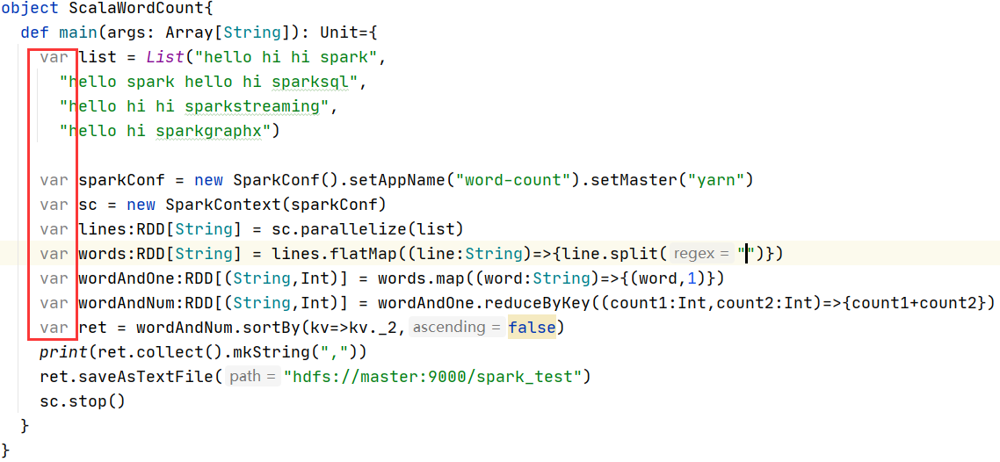 object ScalaWordCount{
  def main(args: Array[String]): Unit={
    var list = List("hello hi hi spark",
      "hello spark hello hi sparksql",
      "hello hi hi sparkstreaming",
      "hello hi sparkgraphx")
    var sparkConf = new SparkConf().setAppName("word-count").setMaster("yarn")
    var sc = new SparkContext(sparkConf)
    var lines:RDD[String] = sc.parallelize(list)
    var words:RDD[String] = lines.flatMap((line:String)=>{line.split( regex = "")})
    var wordAndOne:RDD[(String,Int)] = words.map((word:String)=>{(word,1)})
    var wordAndNum:RDD[(String,Int)] = wordAndOne.reduceByKey((count1:Int,count2:Int)=>{count1+count2})
    var ret = wordAndNum.sortBy(kv=>kv._2, ascending = false)
    print(ret.collect().mkString(","))
    ret.saveAsTextFile( path = "hdfs://master:9000/spark_test")
    sc.stop()
  }
}